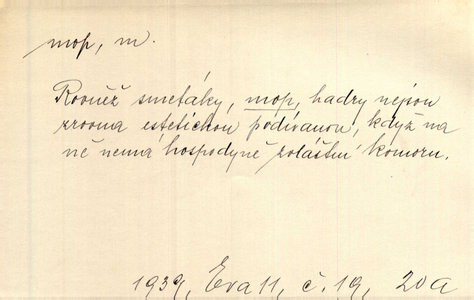 mop, m.
Rovněž smetáky, mop, hadry nejsou
zrovna estetickou podívanou, když na
ně nemá hospodyně zvláštní komoru.
1939, Eva 11, č. 19, 20a